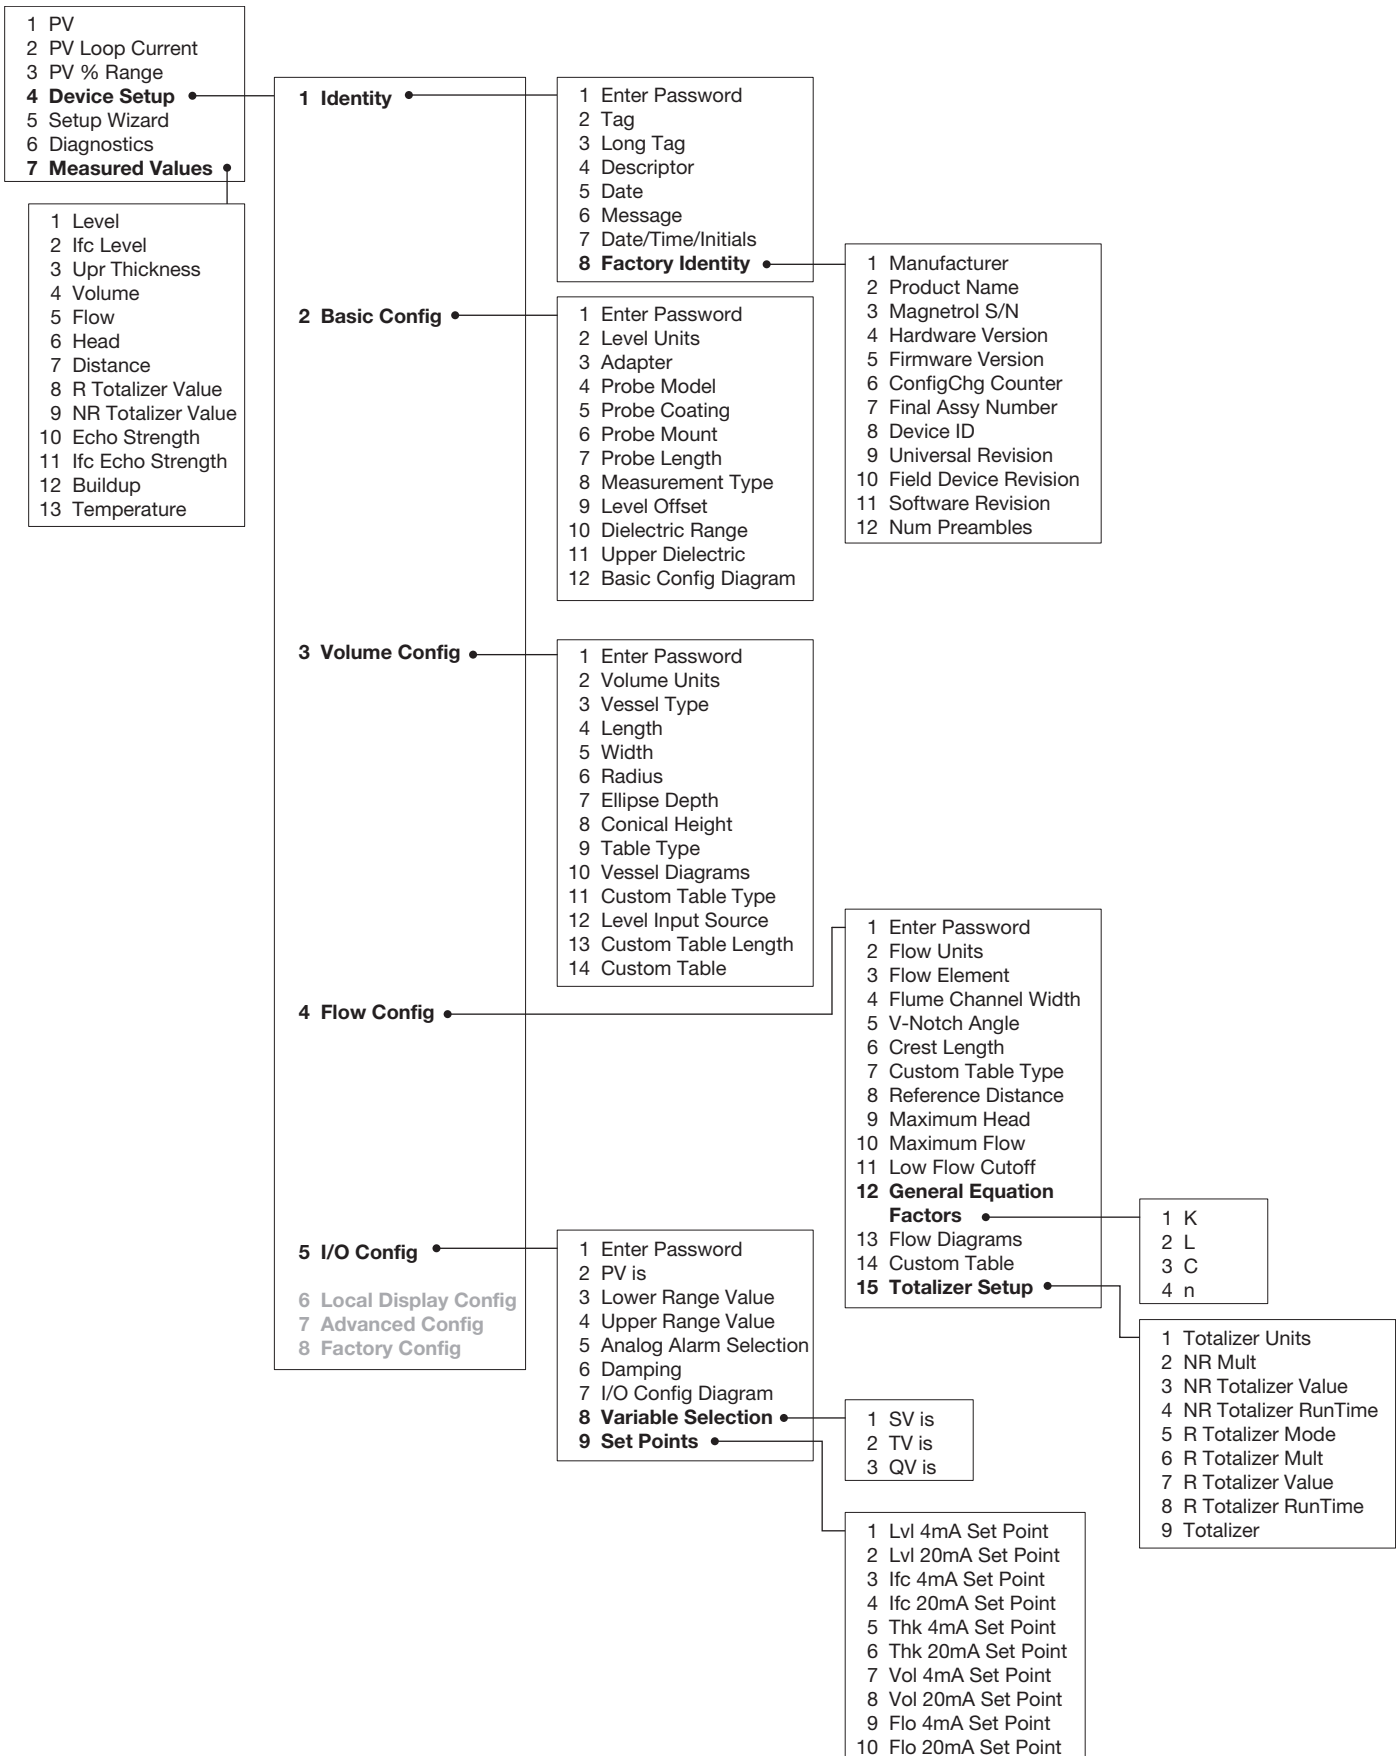 1 PV
2 PV Loop Current
3 PV % Range
4 Device Setup
5 Setup Wizard
6 Diagnostics
7 Measured Values
1 Level
2 Ifc Level
3 Upr Thickness
4 Volume
5 Flow
6 Head
7 Distance
8 R Totalizer Value
9 NR Totalizer Value
10 Echo Strength
11 Ifc Echo Strength
12 Buildup
13 Temperature
1 Identity
2 Basic Config
3 Volume Config
4 Flow Config
5 I/O Config
6 Local Display Config
7 Advanced Config
8 Factory Config
1 Enter Password
2 Tag
3 Long Tag
4 Descriptor
5 Date
6 Message
7 Date/Time/Initials
8 Factory Identity
1 Manufacturer
2 Product Name
3 Magnetrol S/N
4 Hardware Version
5 Firmware Version
6 ConfigChg Counter
7 Final Assy Number
8 Device ID
9 Universal Revision
10 Field Device Revision
11 Software Revision
12 Num Preambles
1 Enter Password
2 Level Units
3 Adapter
4 Probe Model
5 Probe Coating
6 Probe Mount
7 Probe Length
8 Measurement Type
9 Level Offset
10 Dielectric Range
11 Upper Dielectric
12 Basic Config Diagram
1 Enter Password
2 Volume Units
3 Vessel Type
4 Length
5 Width
6 Radius
7 Ellipse Depth
8 Conical Height
9 Table Type
10 Vessel Diagrams
11 Custom Table Type
12 Level Input Source
13 Custom Table Length
14 Custom Table
1 Enter Password
2 Flow Units
3 Flow Element
4 Flume Channel Width
5 V-Notch Angle
6 Crest Length
7 Custom Table Type
8 Reference Distance
9 Maximum Head
10 Maximum Flow
11 Low Flow Cutoff
12 General Equation
Factors
13 Flow Diagrams
14 Custom Table
15 Totalizer Setup
1 K
2 L
3 C
4 n
1 Totalizer Units
2 NR Mult
3 NR Totalizer Value
4 NR Totalizer RunTime
5 R Totalizer Mode
6 R Totalizer Mult
7 R Totalizer Value
8 R Totalizer RunTime
9 Totalizer
1 Enter Password
2 PV is
3 Lower Range Value
4 Upper Range Value
5 Analog Alarm Selection
6 Damping
7 I/O Config Diagram
8 Variable Selection
9 Set Points
1 SV is
2 TV is
3 QV is
1 Lvl 4mA Set Point
2 Lvl 20mA Set Point
3 Ifc 4mA Set Point
4 Ifc 20mA Set Point
5 Thk 4mA Set Point
6 Thk 20mA Set Point
7 Vol 4mA Set Point
8 Vol 20mA Set Point
9 Flo 4mA Set Point
10 Flo 20mA Set Point